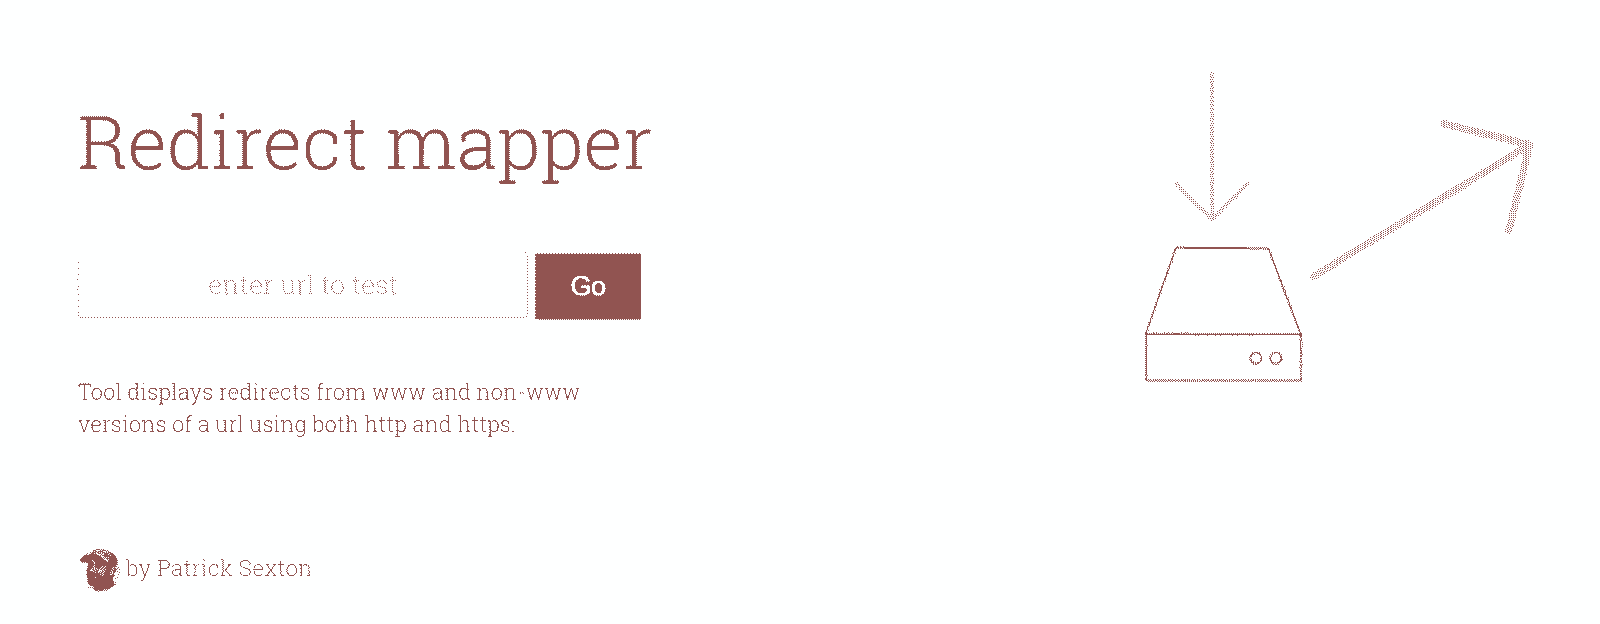 Redirect mapper
enter url to test
Go
Tool displays redirects from www and non-www
versions of a url using both http and https.
by Patrick Sexton